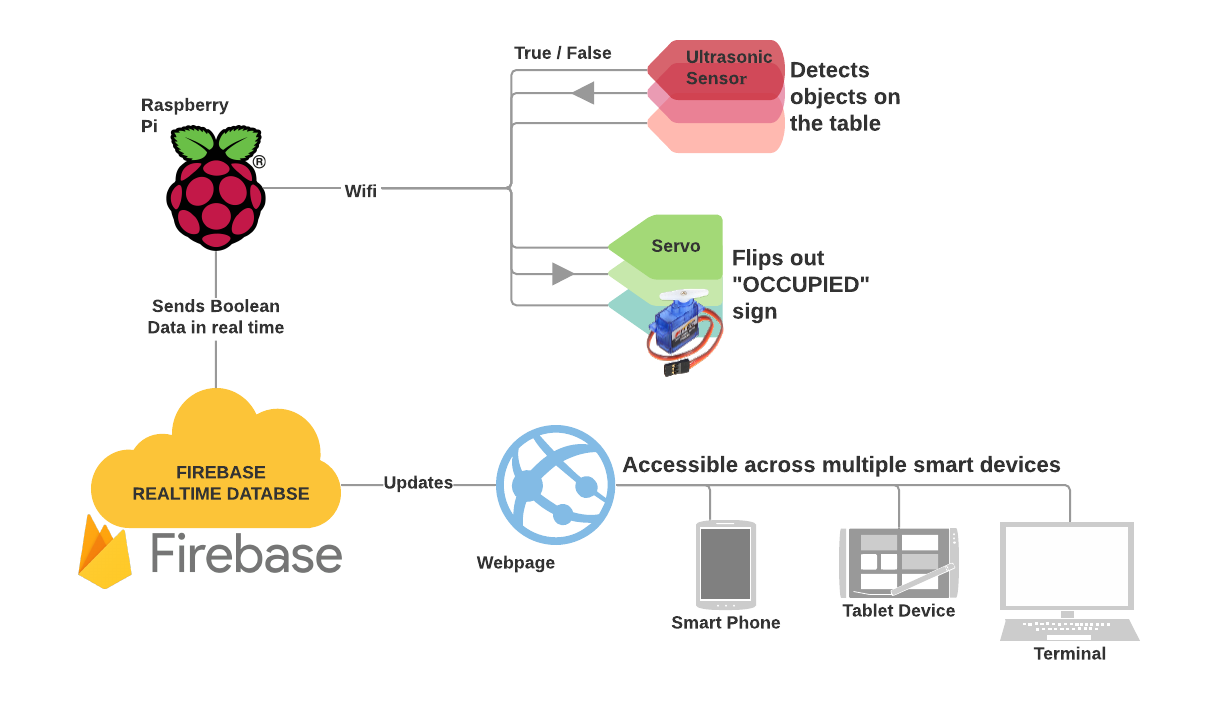 True / False
Ultrasonic
Sensor
Detects
objects on
the table
Raspberry
Pi
®
Wifi
Servo
Flips out
"OCCUPIED"
sign
Sends Boolean
Data in real time
FIREBASE
REALTIME DATABSE
Firebase
Updates
Webpage
Accessible across multiple smart devices
Smart Phone
Tablet Device
Terminal